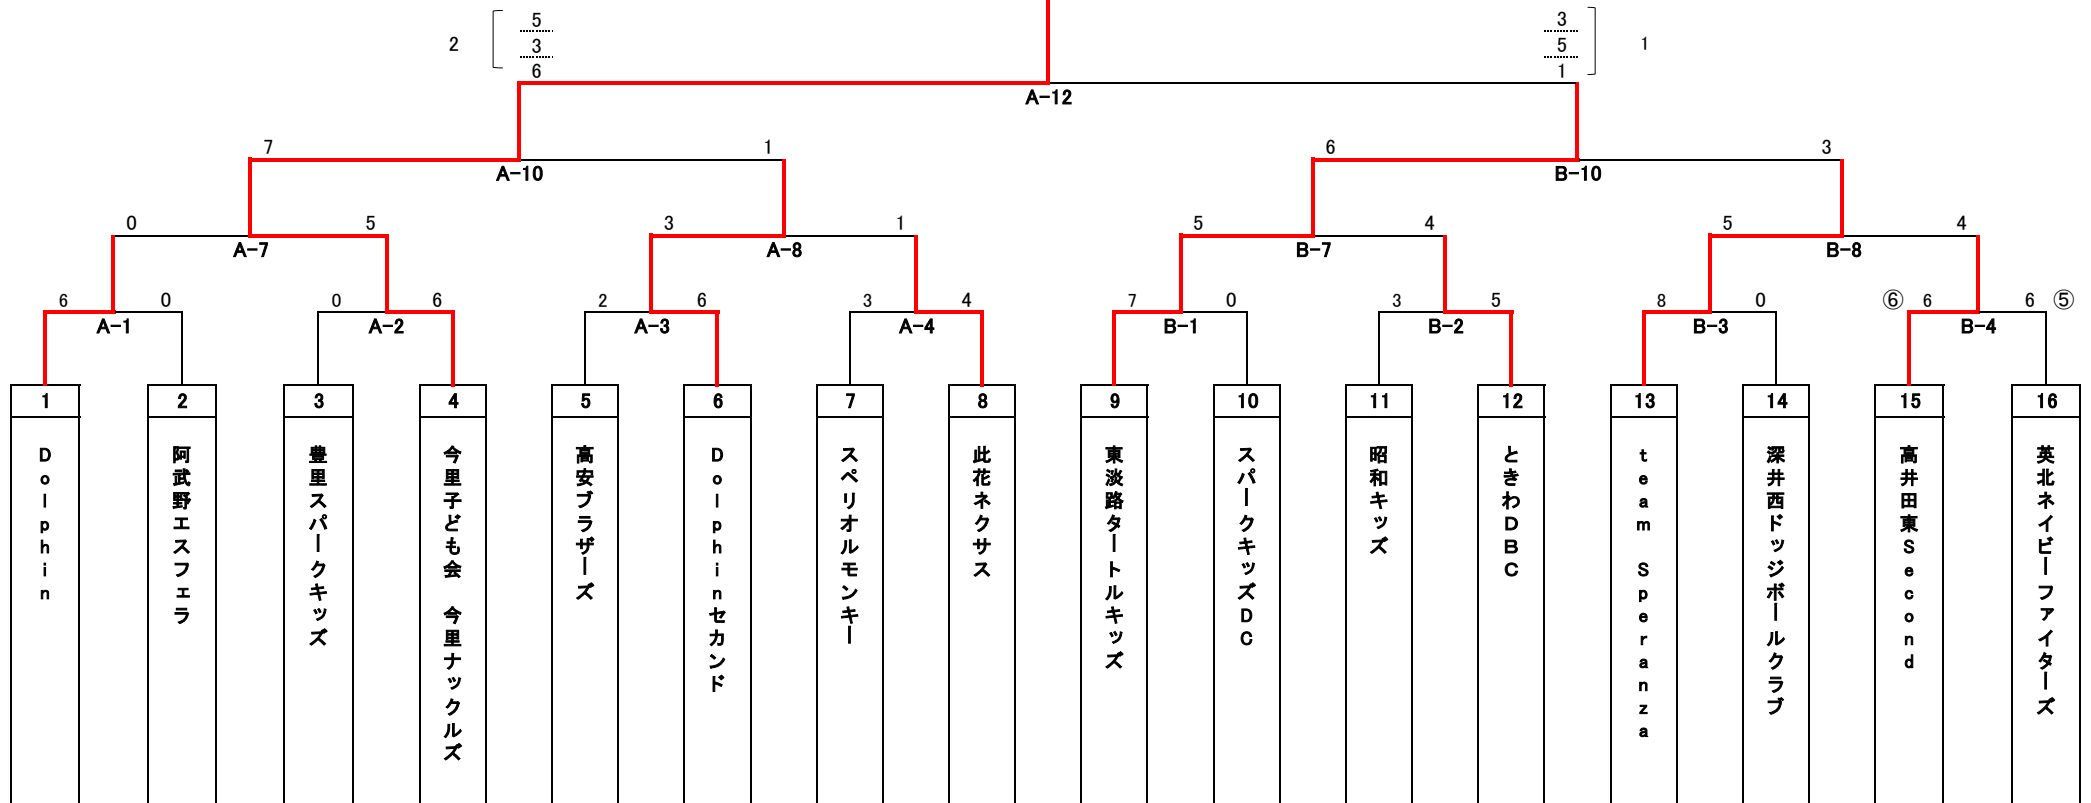 5 3
2 3 5 1
6 1
A-12
7 1 6 3
A-10 B-10
0 5 3 1 5 4 5 4
A-7 A-8 B-7 B-8
6 0 0 6 2 6 3 4 7 0 3 5 8 0 ⑥ 6 6 ⑤
A-1 A-2 A-3 A-4 B-1 B-2 B-3 B-4
1 2 3 4 5 6 7 8 9 10 11 12 13 14 15 16
Dolphin
阿武野エスフェラ
豊里スパークキッズ
今里子ども会 今里ナックルズ
高安ブラザーズ
Dolphinセカンド
スペリオルモンキー
此花ネクサス
東淡路タートルキッズ
スパークキッズDC
昭和キッズ
ときわDBC
team Speranza
深井西ドッジボールクラブ
高井田東Second
英北ネイビーファイターズ